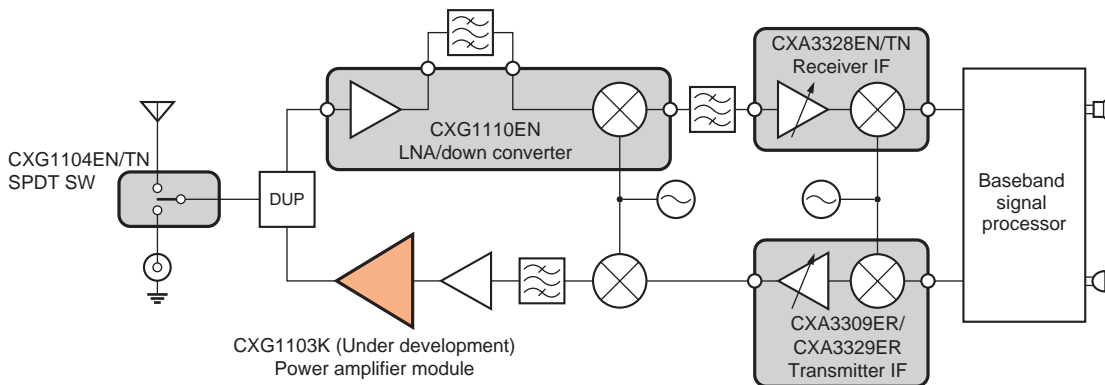 CXA3328EN/TN
Receiver IF
CXG1110EN
LNA/down converter
CXG1104EN/TN
SPDT SW
DUP
Baseband
signal
processor
CXG1103K (Under development)
Power amplifier module
CXA3309ER/
CXA3329ER
Transmitter IF